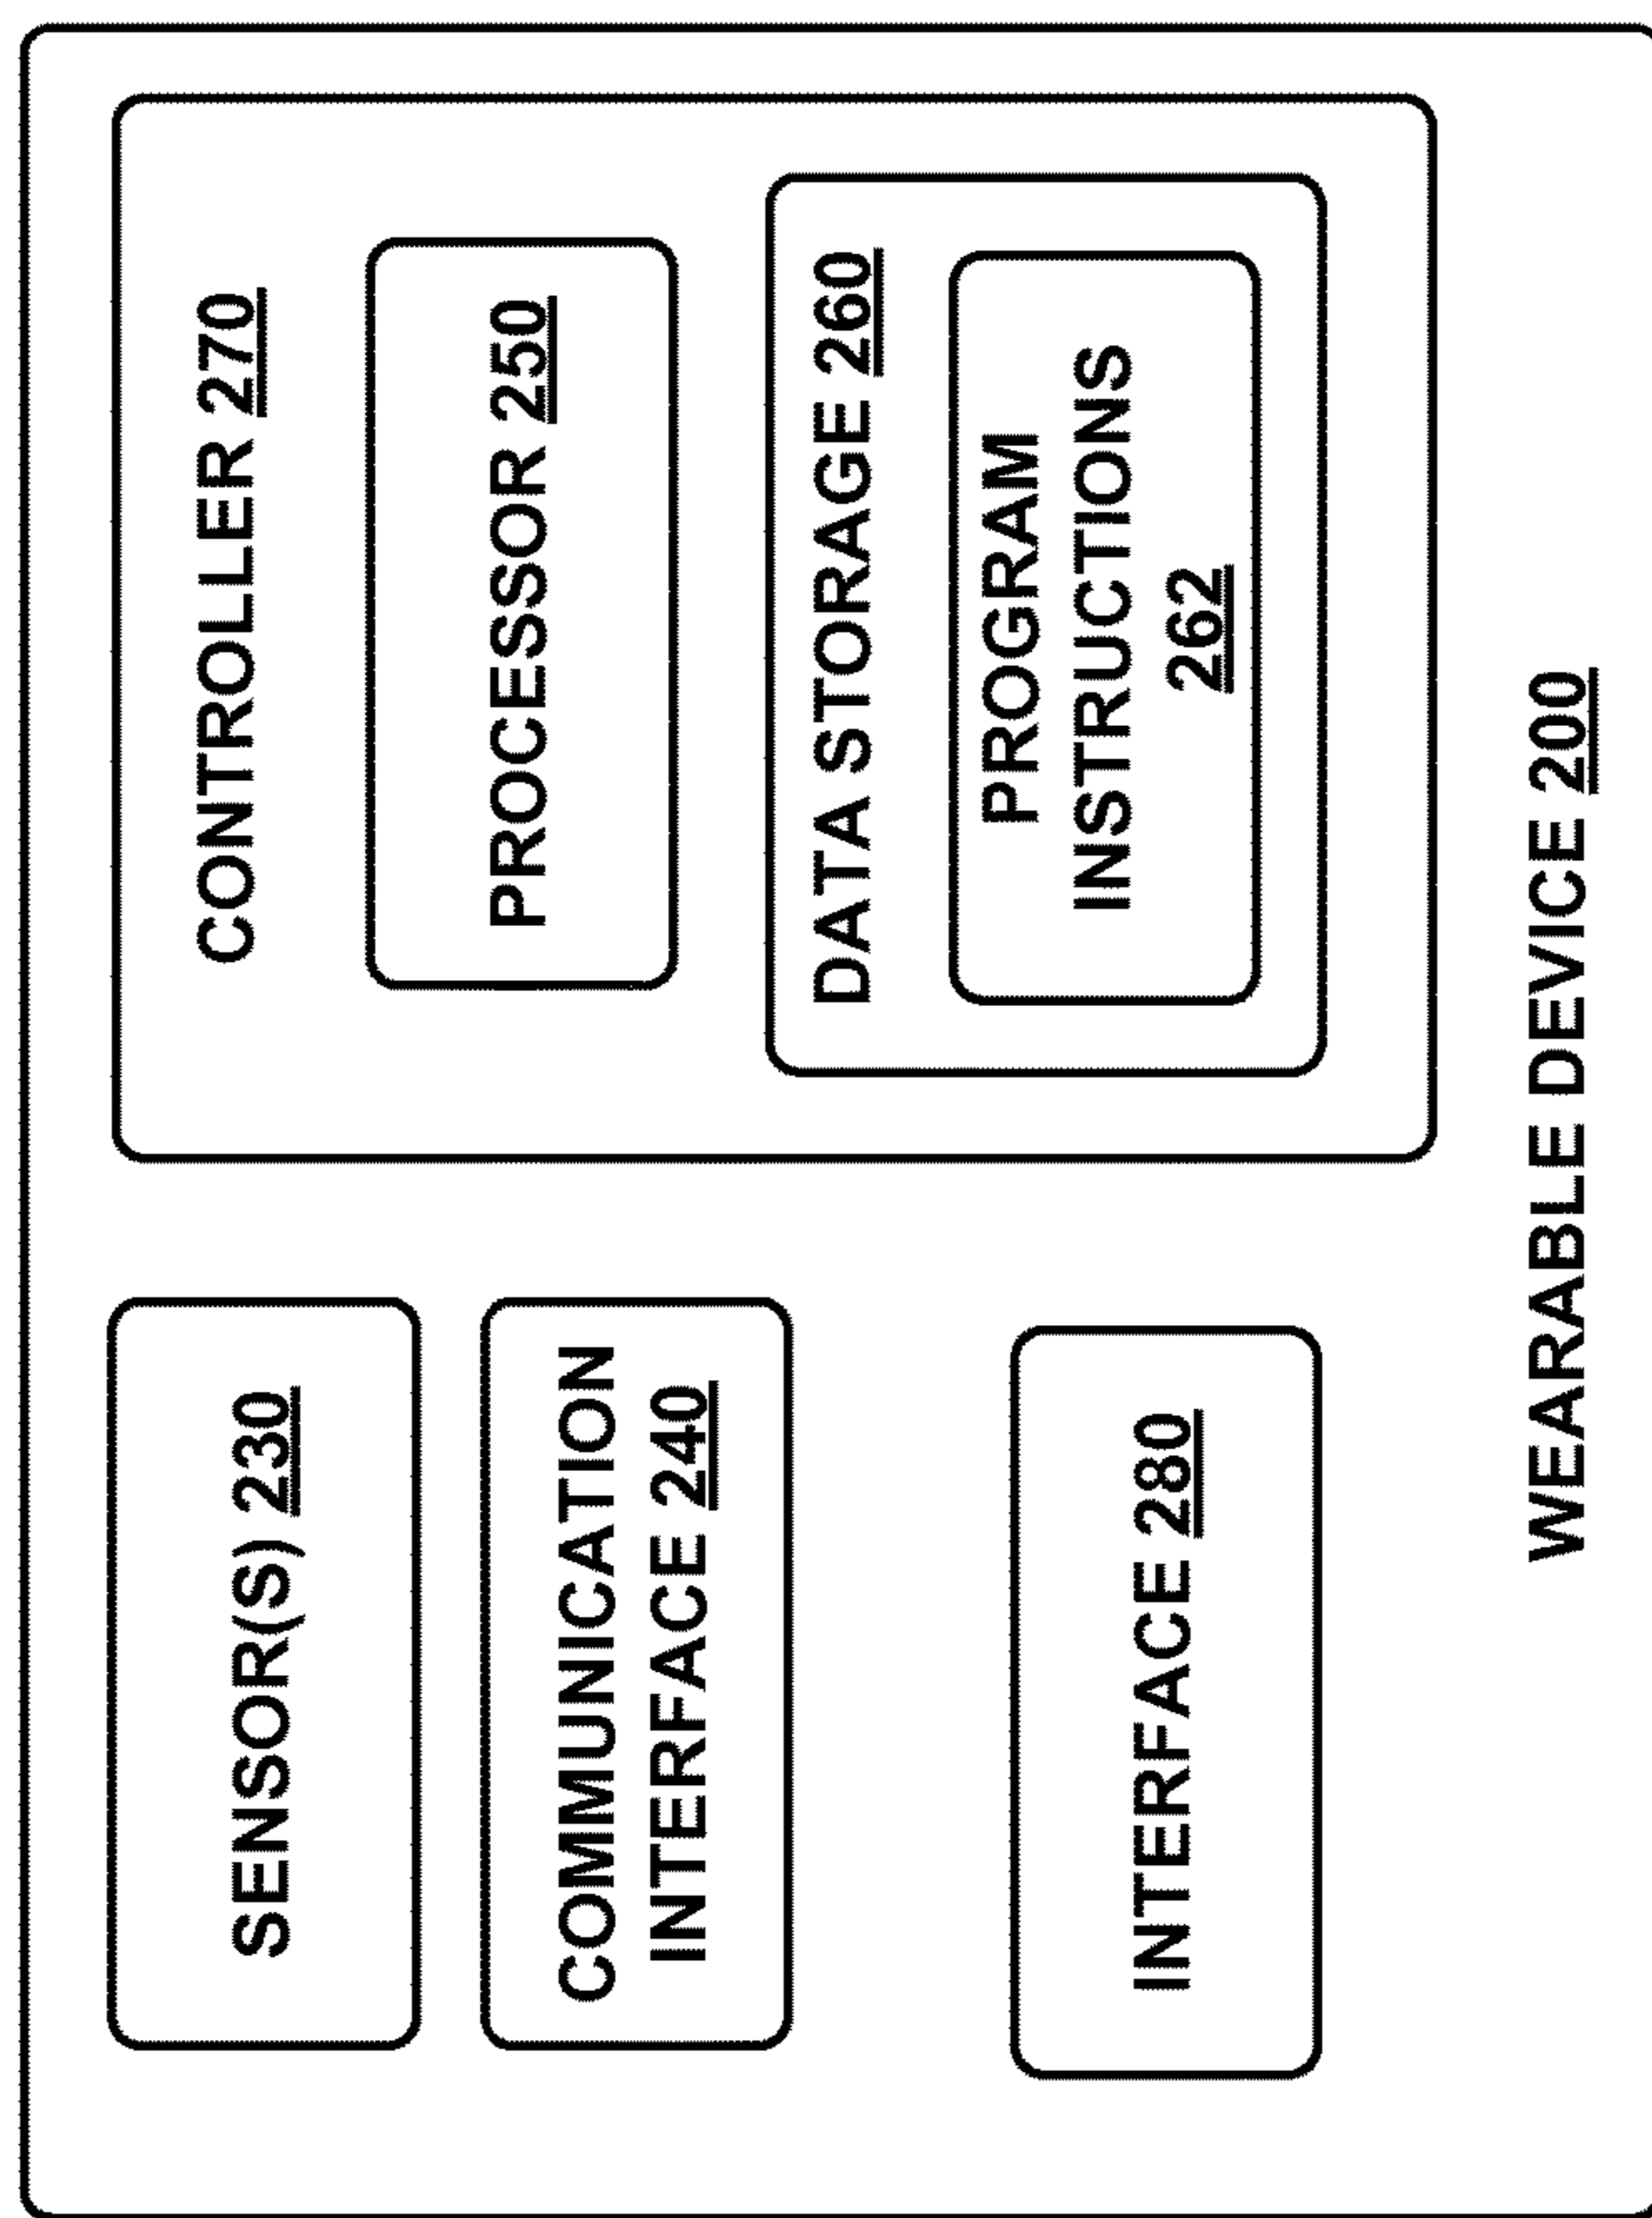 SENSOR(S) 230
COMMUNICATION
INTERFACE 240
INTERFACE 280
CONTROLLER 270
PROCESSOR 250
DATA STORAGE 260
PROGRAM
INSTRUCTIONS
262
WEARABLE DEVICE 200